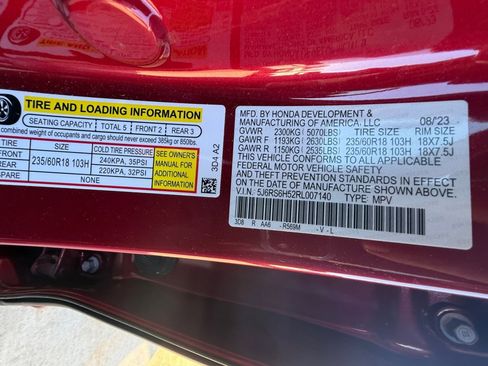 TIRE AND LOADING INFORMATION
SEATING CAPACITY TOTAL 5 FRONT 2 REAR 3
combined weight of occupants and cargo should never exceed 385kg or 850lbs.
COLD TIRE PRESSURE
FRONT 235/60R18 103H 240KPA, 35PSI
REAR 220KPA, 32PSI
SEE OWNER'S MANUAL FOR ADDITIONAL INFORMATION
3D4 A2
MFD. BY HONDA DEVELOPMENT & 08/23
MANUFACTURING OF AMERICA, LLC
GVWR 2300KG( 5070LBS) TIRE SIZE RIM SIZE
GAWR F 1193KG( 2630LBS) 235/60R18 103H 18X7.5J
GAWR R 1150KG( 2535LBS) 235/60R18 103H 18X7.5J
THIS VEHICLE CONFORMS TO ALL APPLICABLE
FEDERAL MOTOR VEHICLE SAFETY
AND THEFT PREVENTION STANDARDS IN EFFECT ON
THE DATE OF MANUFACTURE SHOWN ABOVE.
V.I.N: 5J6RS6H52RL007140 TYPE: MPV
3D8 R AA6 -R569M -V-L